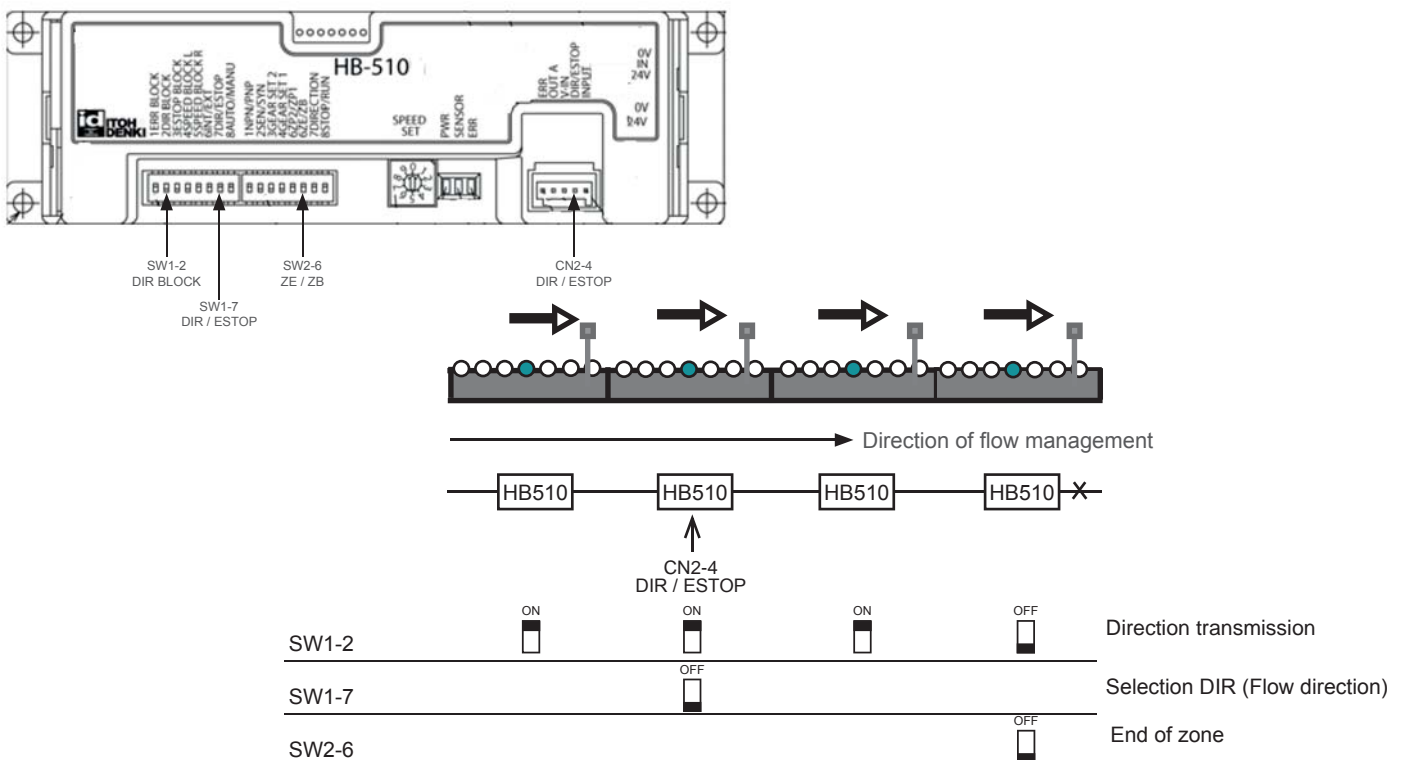 HB-510
id ITOH
DENKI
1ERR BLOCK
2DIR BLOCK
3ESTOP BLOCK
4SPEED BLOCK L
5SPEED BLOCK R
6INT/EXT
7DIR/ESTOP
8AUTO/MANU
1NPN/PNP
2SEN/SYN
3GEAR SET 2
4GEAR SET 1
6ZP2/ZP1
6ZE/ZB
7DIRECTION
8STOP/RUN
SPEED
SET
PWR
SENSOR
ERR
ERR
OUT A
V-IN
DIR/ESTOP
INPUT.
0V
IN
24V
0V
24V
SW1-2
DIR BLOCK
SW1-7
DIR / ESTOP
SW2-6
ZE / ZB
CN2-4
DIR / ESTOP
Direction of flow management
HB510 HB510 HB510 HB510
CN2-4
DIR / ESTOP
ON ON ON OFF
SW1-2 Direction transmission
OFF
SW1-7 Selection DIR (Flow direction)
OFF
SW2-6 End of zone